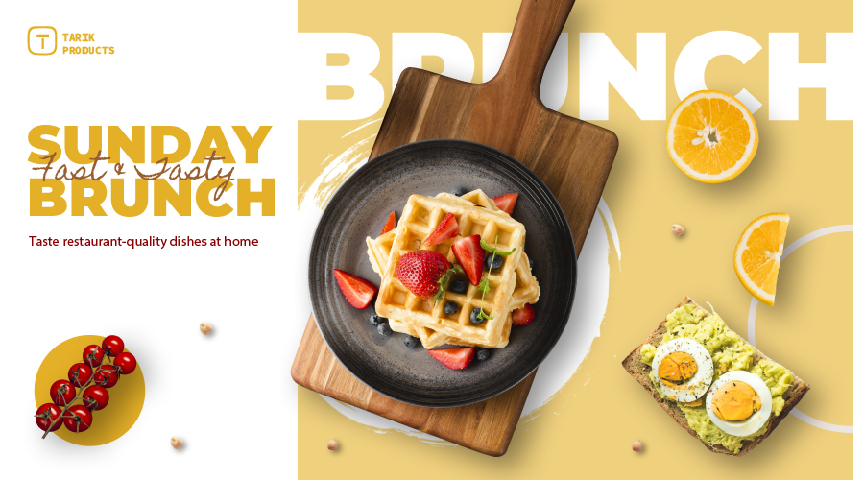 TARIK
PRODUCTS
BRUNCH
SUNDAY
Fast & Tasty
BRUNCH
Taste restaurant-quality dishes at home